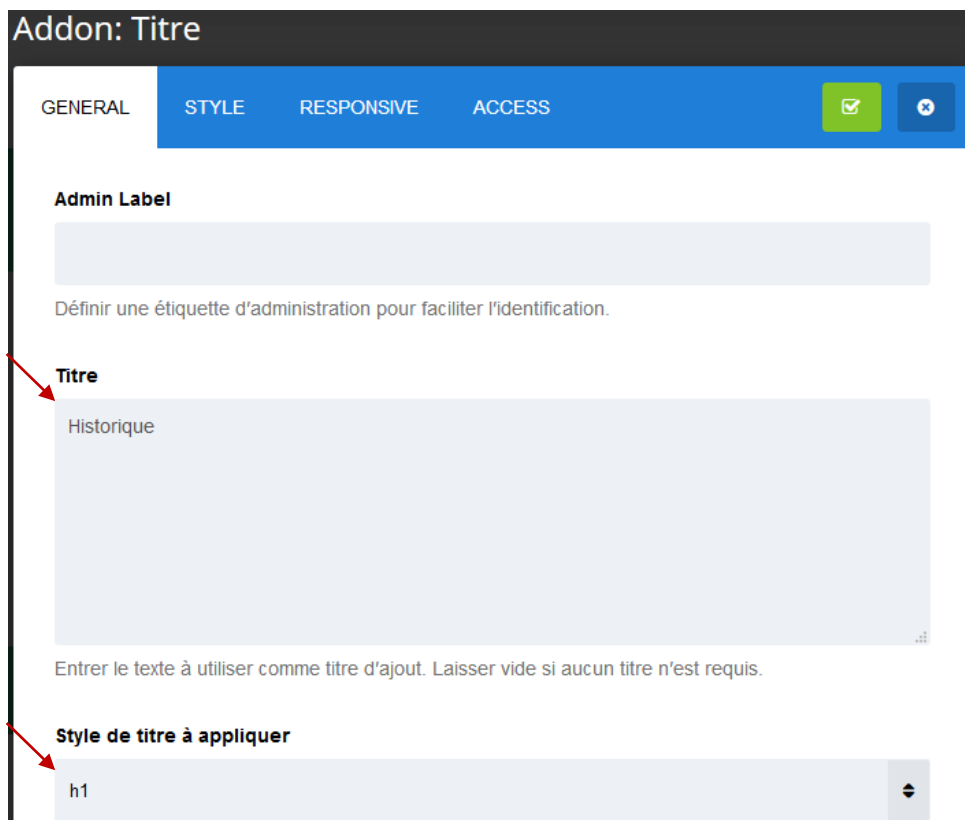 Addon: Titre
GENERAL STYLE RESPONSIVE ACCESS
Admin Label
Définir une étiquette d'administration pour faciliter l'identification.
Titre
Historique
Entrer le texte à utiliser comme titre d'ajout. Laisser vide si aucun titre n'est requis.
Style de titre à appliquer
h1